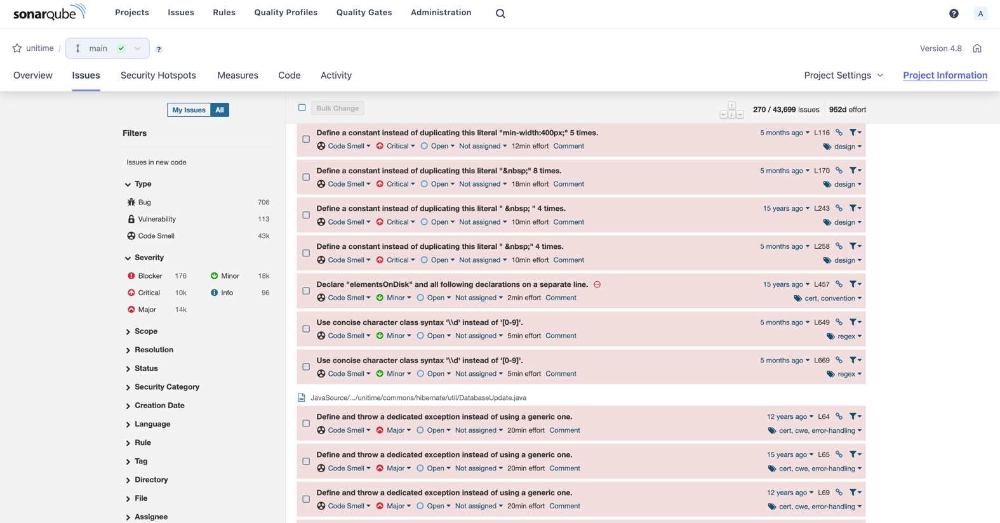 sonarqube Projects Issues Rules Quality Profiles Quality Gates Administration ? A
unitime / main ? Version 4.8
Overview Issues Security Hotspots Measures Code Activity Project Settings Project Information
My Issues All
Bulk Change ↑ ← ↓ → 270 / 43,699 issues 952d effort
Filters
Issues in new code
Type
Bug 706
Vulnerability 113
Code Smell 43k
Severity
Blocker 176 Minor 18k
Critical 10k Info 96
Major 14k
Scope
Resolution
Status
Security Category
Creation Date
Language
Rule
Tag
Directory
File
Assignee
Define a constant instead of duplicating this literal "min-width:400px;" 5 times. 5 months ago L116
Code Smell Critical Open Not assigned 12min effort Comment design
Define a constant instead of duplicating this literal "&nbsp;" 8 times. 5 months ago L170
Code Smell Critical Open Not assigned 18min effort Comment design
Define a constant instead of duplicating this literal " &nbsp; " 4 times. 15 years ago L243
Code Smell Critical Open Not assigned 10min effort Comment design
Define a constant instead of duplicating this literal " &nbsp;" 4 times. 5 months ago L258
Code Smell Critical Open Not assigned 10min effort Comment design
Declare "elementsOnDisk" and all following declarations on a separate line. 15 years ago L457
Code Smell Minor Open Not assigned 2min effort Comment cert, convention
Use concise character class syntax '\\d' instead of '[0-9]'. 5 months ago L649
Code Smell Minor Open Not assigned 5min effort Comment regex
Use concise character class syntax '\\d' instead of '[0-9]'. 5 months ago L669
Code Smell Minor Open Not assigned 5min effort Comment regex
JavaSource/.../unitime/commons/hibernate/util/DatabaseUpdate.java
Define and throw a dedicated exception instead of using a generic one. 12 years ago L64
Code Smell Major Open Not assigned 20min effort Comment cert, cwe, error-handling
Define and throw a dedicated exception instead of using a generic one. 15 years ago L65
Code Smell Major Open Not assigned 20min effort Comment cert, cwe, error-handling
Define and throw a dedicated exception instead of using a generic one. 12 years ago L69
Code Smell Major Open Not assigned 20min effort Comment cert, cwe, error-handling